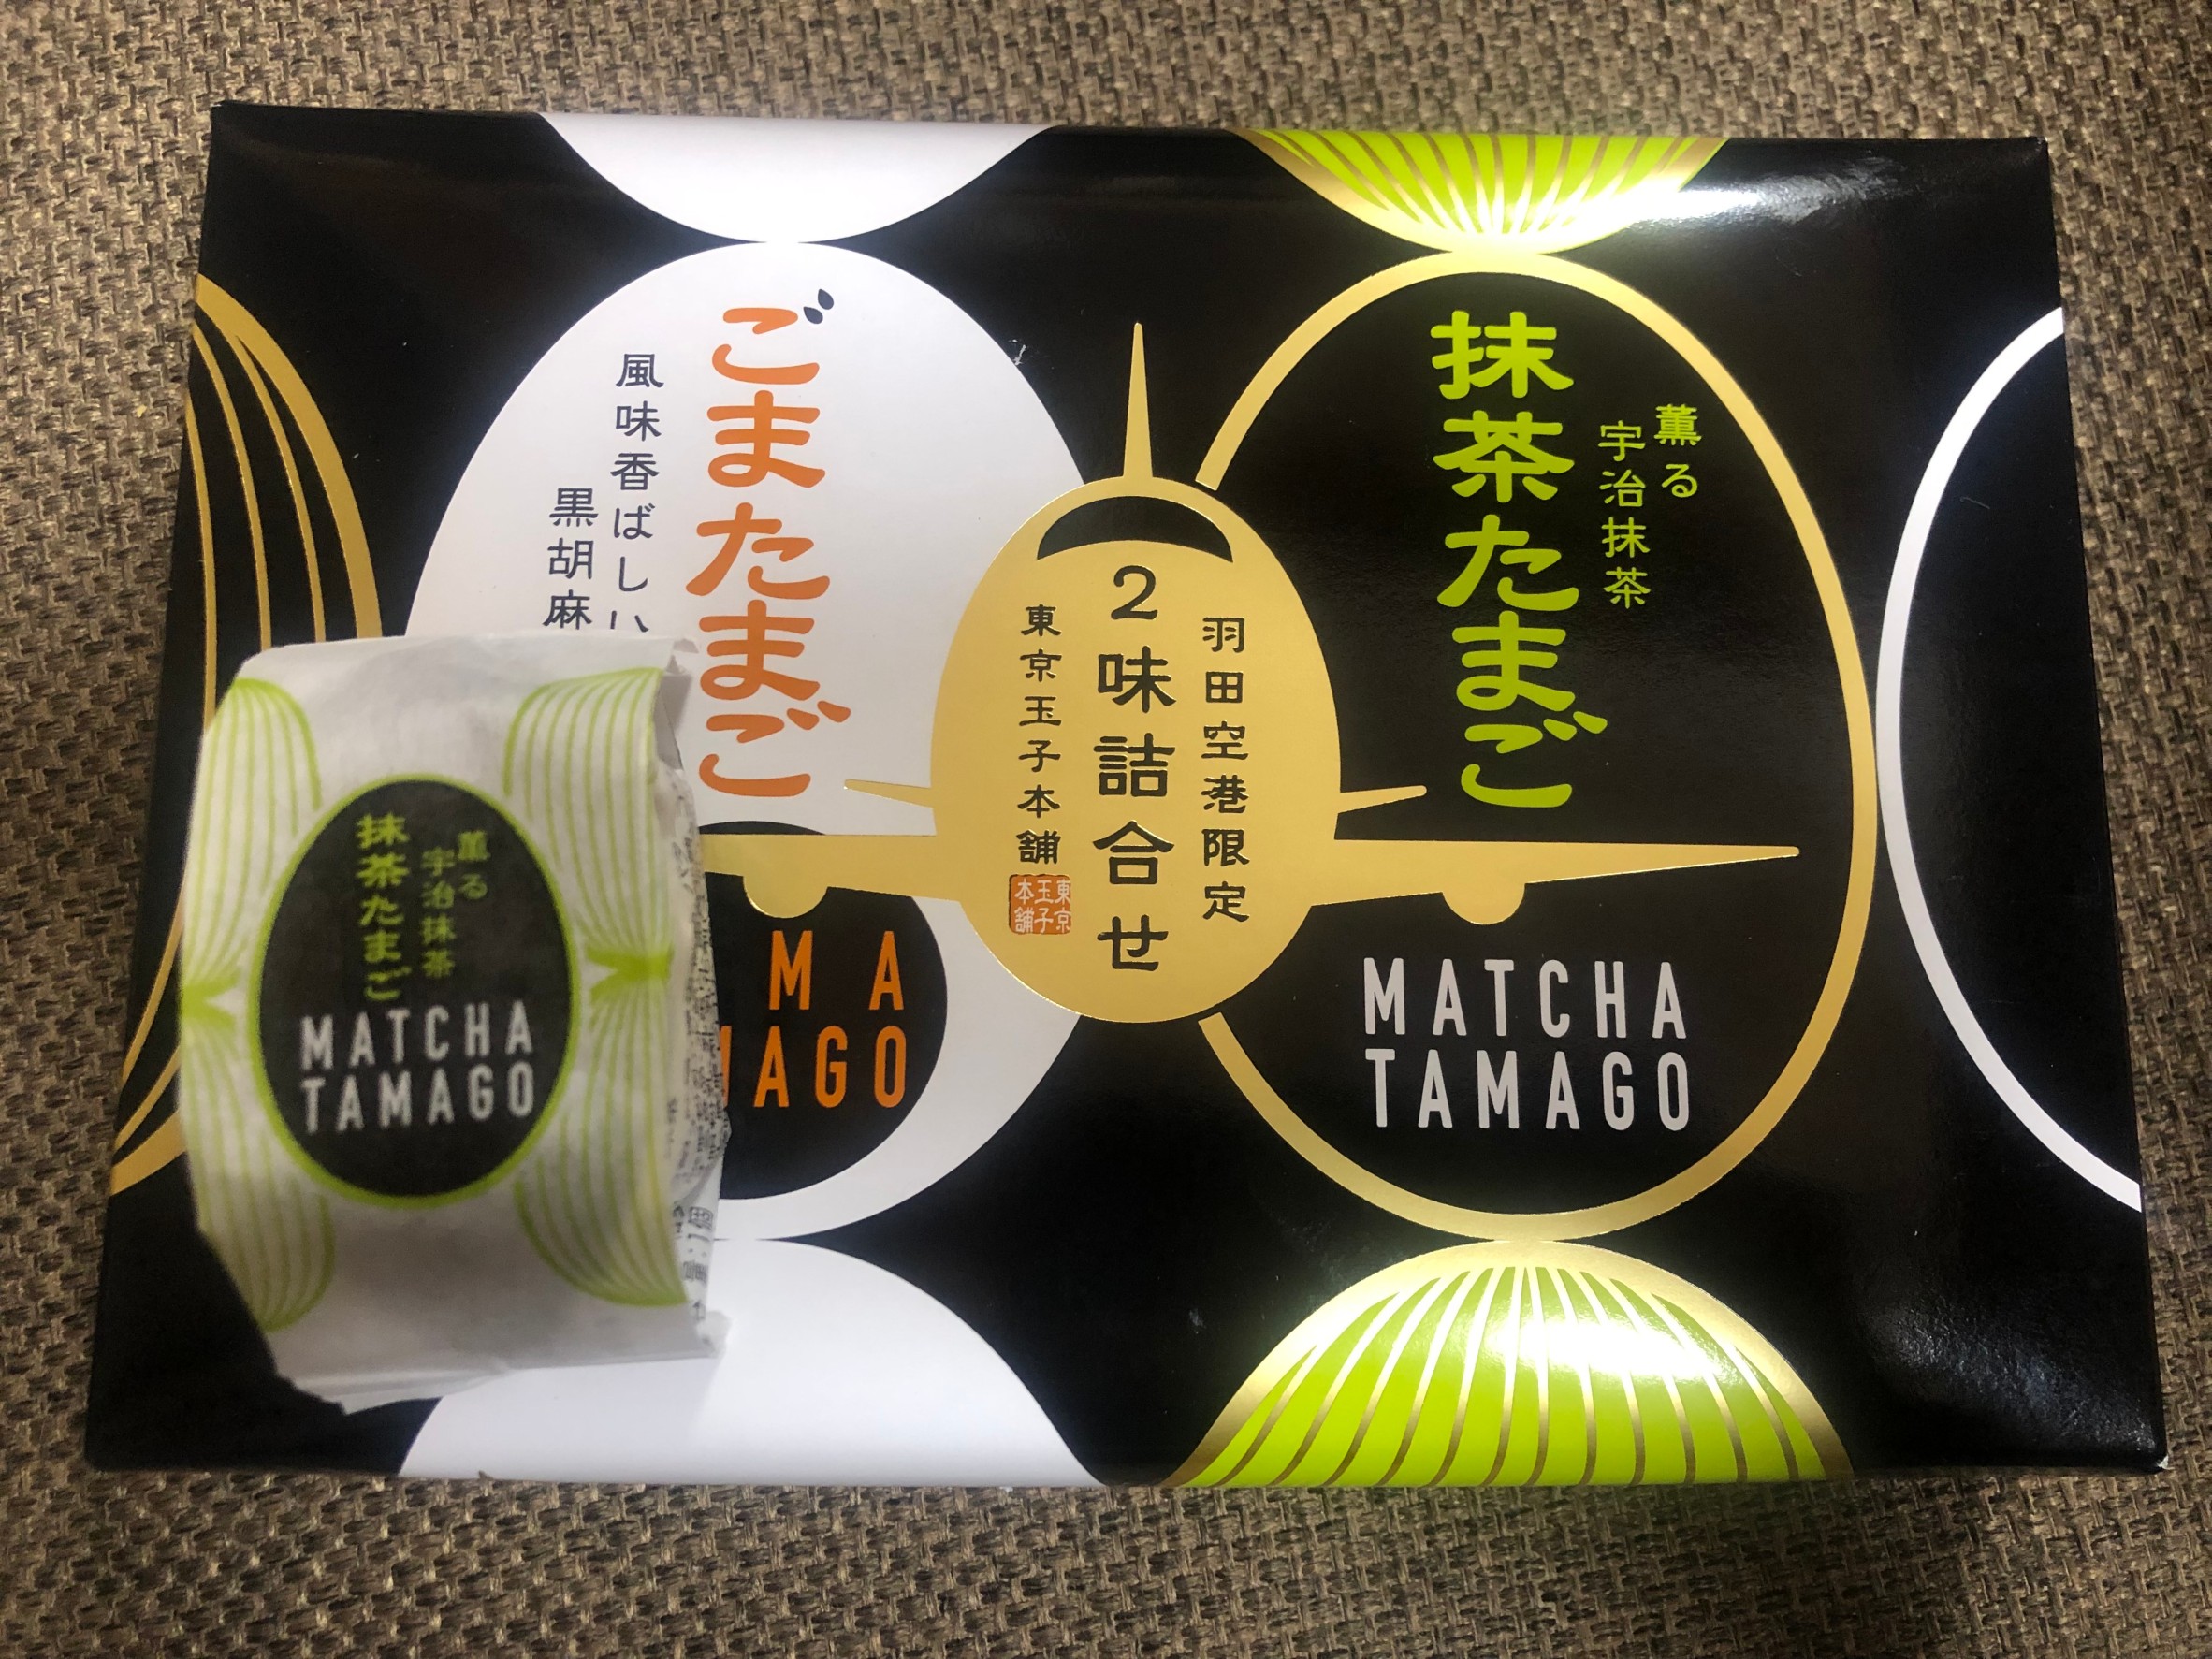 ごまたまご
風味香ばしい
黒胡麻
MA
AGO
羽田空港限定
2味詰合せ
東京玉子本舗
東京
玉子
本舗
薫る
宇治抹茶
抹茶たまご
MATCHA
TAMAGO
薫る
宇治抹茶
抹茶たまご
MATCHA
TAMAGO